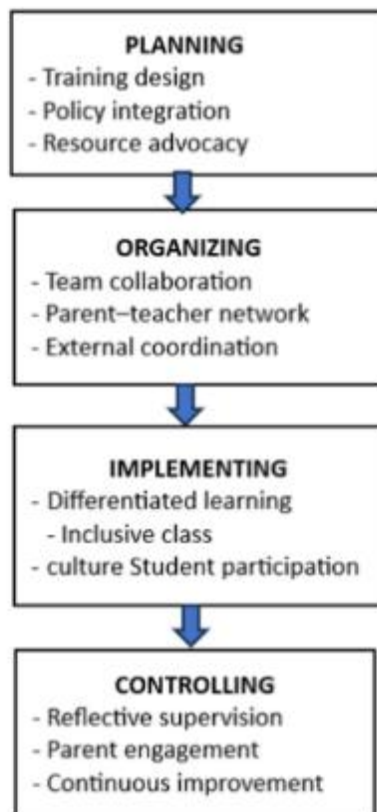 PLANNING
- Training design
- Policy integration
- Resource advocacy
ORGANIZING
- Team collaboration
- Parent–teacher network
- External coordination
IMPLEMENTING
- Differentiated learning
- Inclusive class
- culture Student participation
CONTROLLING
- Reflective supervision
- Parent engagement
- Continuous improvement